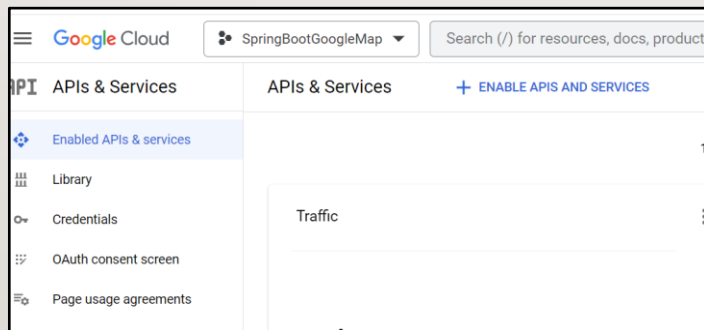 Google Cloud
SpringBootGoogleMap
Search (/) for resources, docs, product
API APIs & Services
APIs & Services
+ ENABLE APIS AND SERVICES
Enabled APIs & services
Library
Credentials
OAuth consent screen
Page usage agreements
Traffic